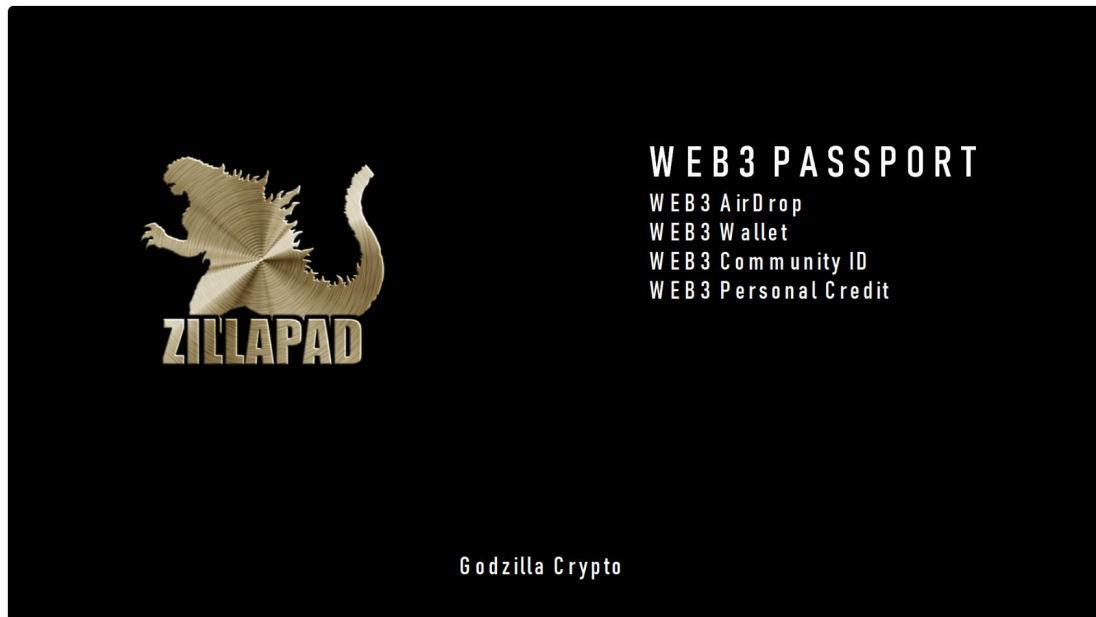 WEB3 PASSPORT
WEB3 AirDrop
WEB3 Wallet
WEB3 Community ID
WEB3 Personal Credit
ZILLAPAD
Godzilla Crypto